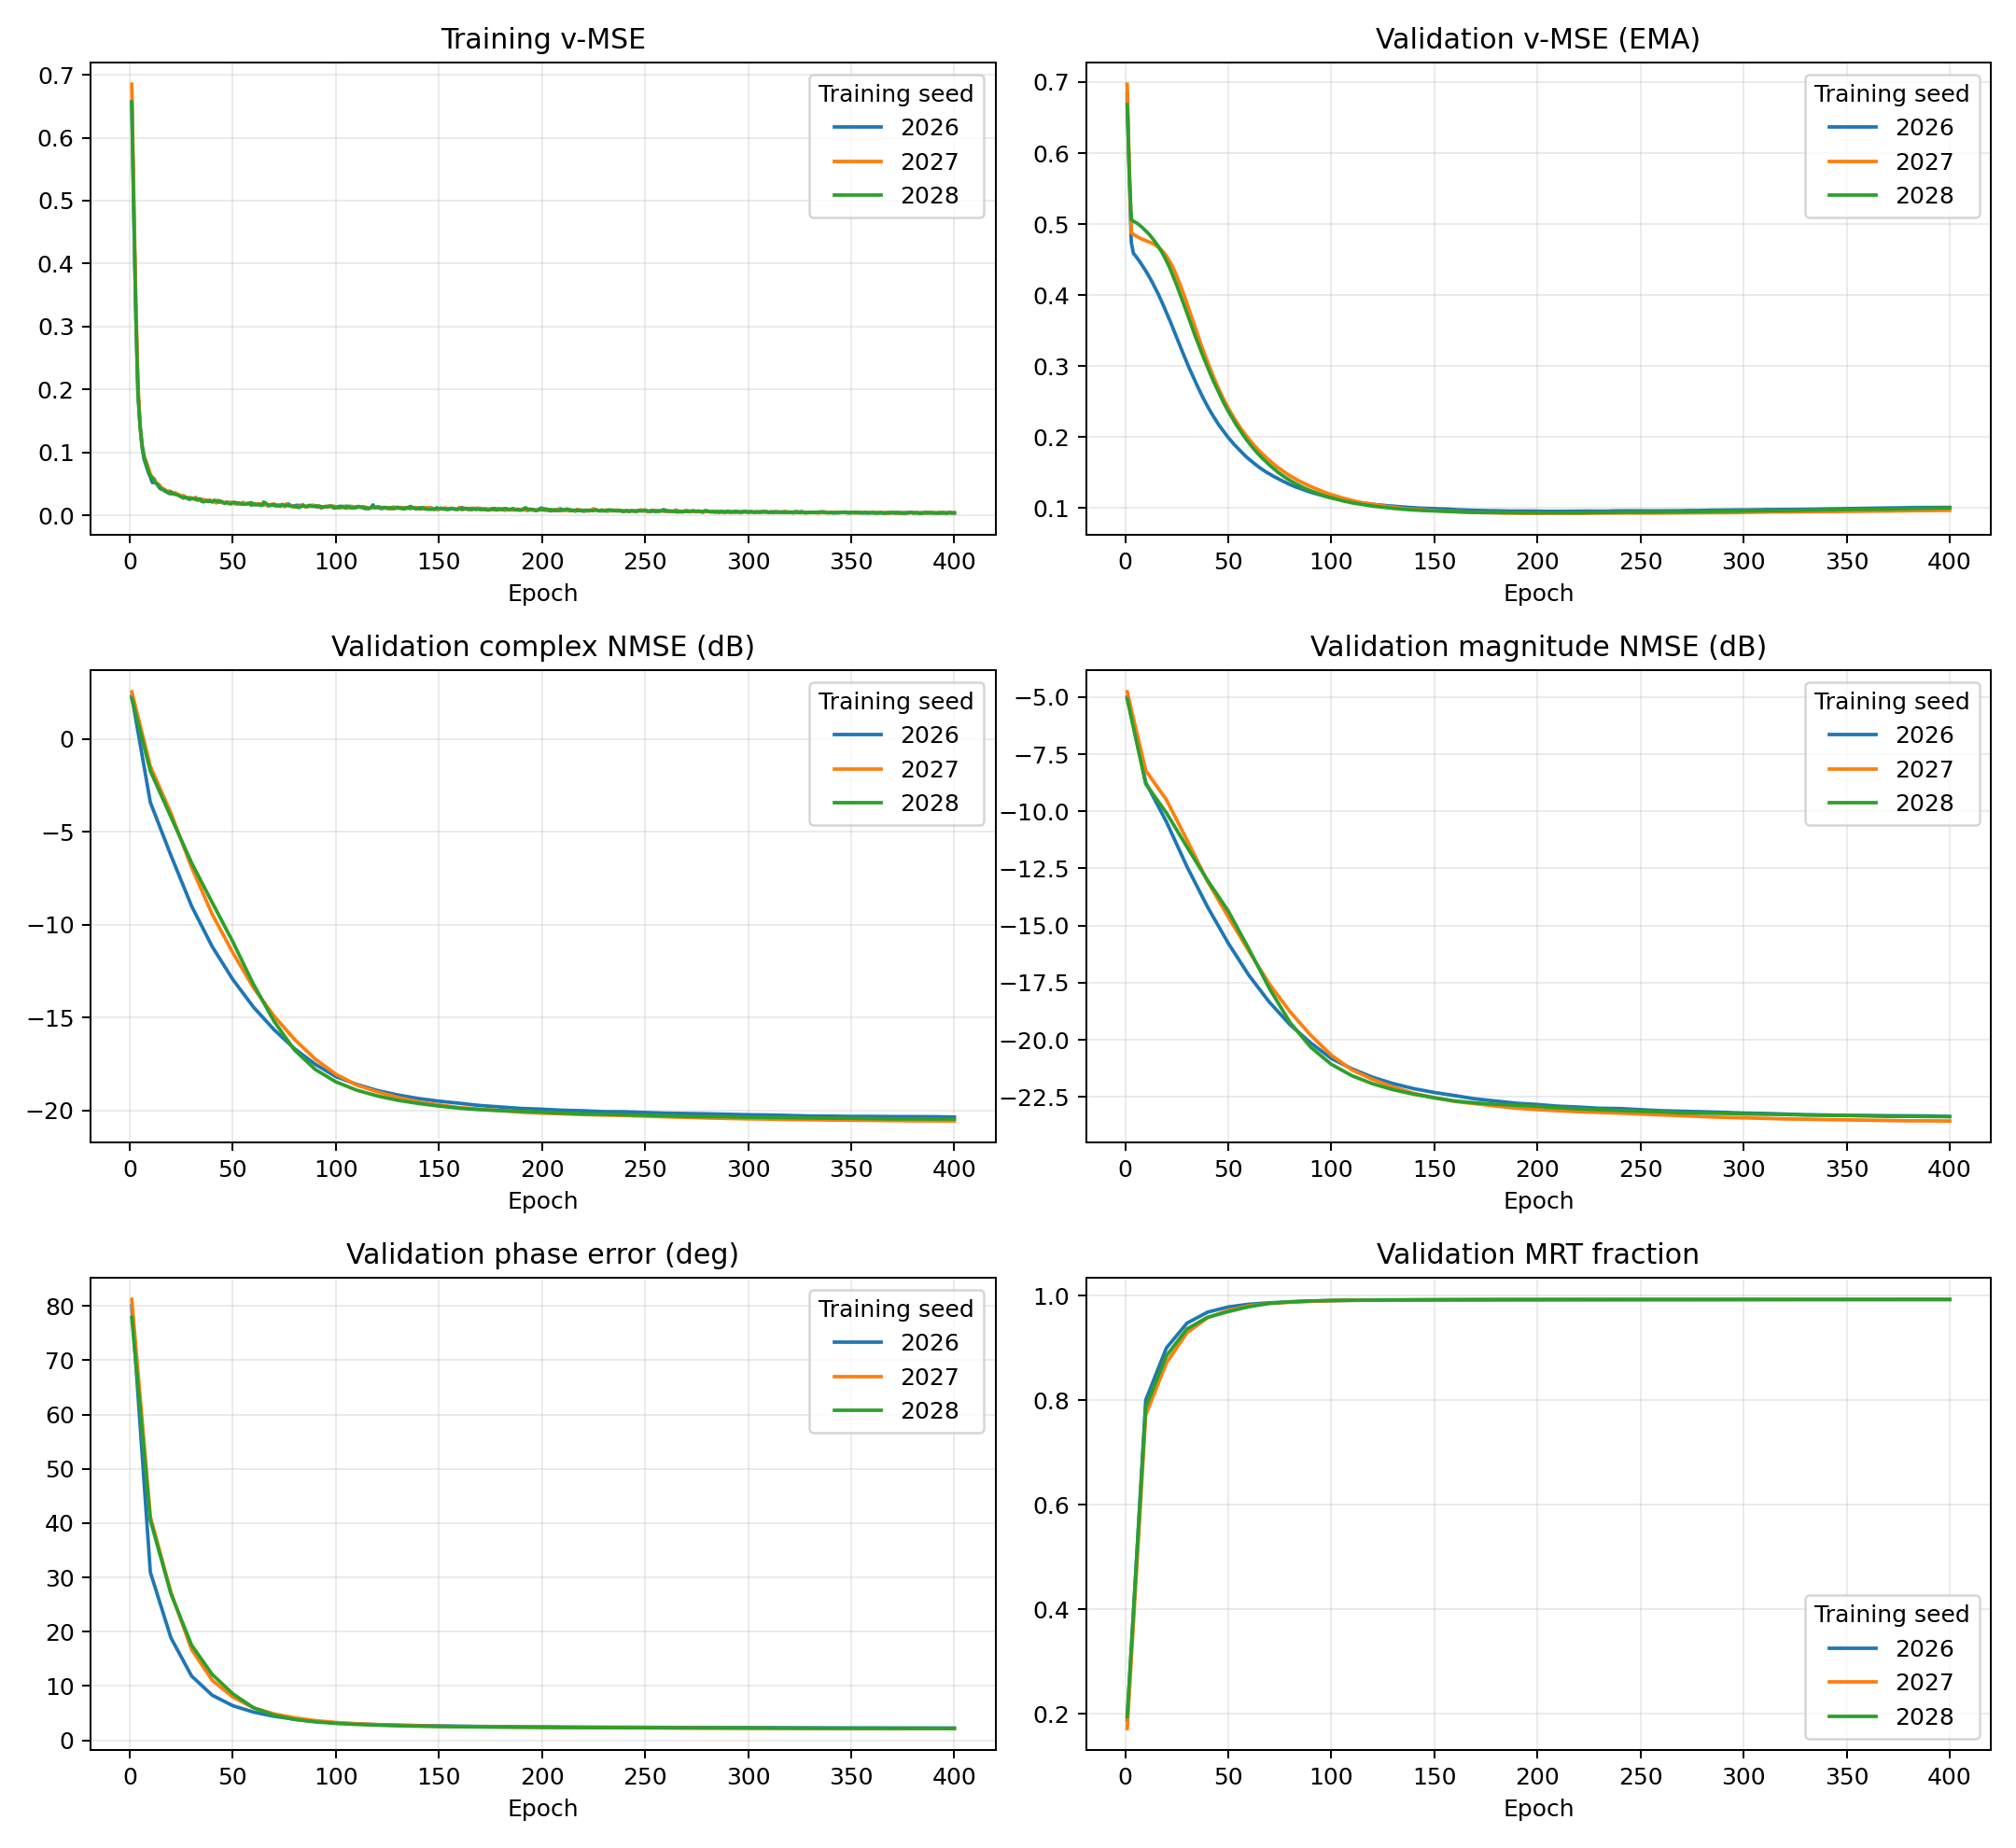 Training v-MSE
0.7
0.6
0.5
0.4
0.3
0.2
0.1
0.0
Training seed
2026
2027
2028
0 50 100 150 200 250 300 350 400
Epoch
Validation v-MSE (EMA)
0.7
0.6
0.5
0.4
0.3
0.2
0.1
Training seed
2026
2027
2028
0 50 100 150 200 250 300 350 400
Epoch
Validation complex NMSE (dB)
0
−5
−10
−15
−20
Training seed
2026
2027
2028
0 50 100 150 200 250 300 350 400
Epoch
Validation magnitude NMSE (dB)
−5.0
−7.5
−10.0
−12.5
−15.0
−17.5
−20.0
−22.5
Training seed
2026
2027
2028
0 50 100 150 200 250 300 350 400
Epoch
Validation phase error (deg)
80
70
60
50
40
30
20
10
0
Training seed
2026
2027
2028
0 50 100 150 200 250 300 350 400
Epoch
Validation MRT fraction
1.0
0.8
0.6
0.4
0.2
Training seed
2026
2027
2028
0 50 100 150 200 250 300 350 400
Epoch